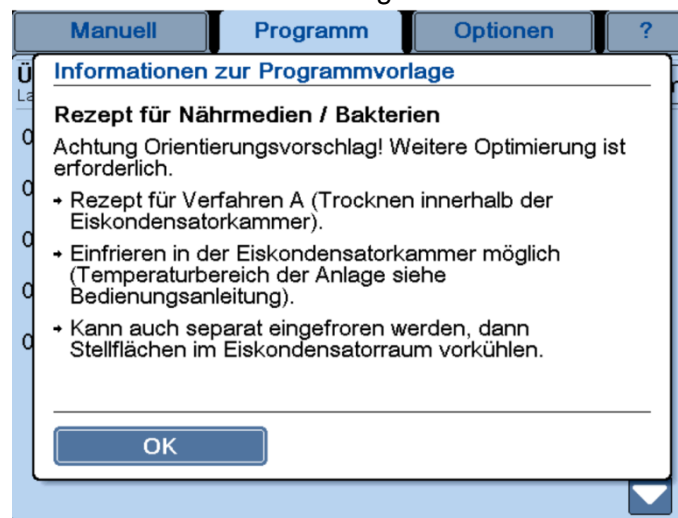 Manuell Programm Optionen ?
Informationen zur Programmvorlage
Rezept für Nährmedien / Bakterien
Achtung Orientierungsvorschlag! Weitere Optimierung ist
erforderlich.
→ Rezept für Verfahren A (Trocknen innerhalb der
Eiskondensatorkammer).
→ Einfrieren in der Eiskondensatorkammer möglich
(Temperaturbereich der Anlage siehe
Bedienungsanleitung).
→ Kann auch separat eingefroren werden, dann
Stellflächen im Eiskondensatorraum vorkühlen.
OK